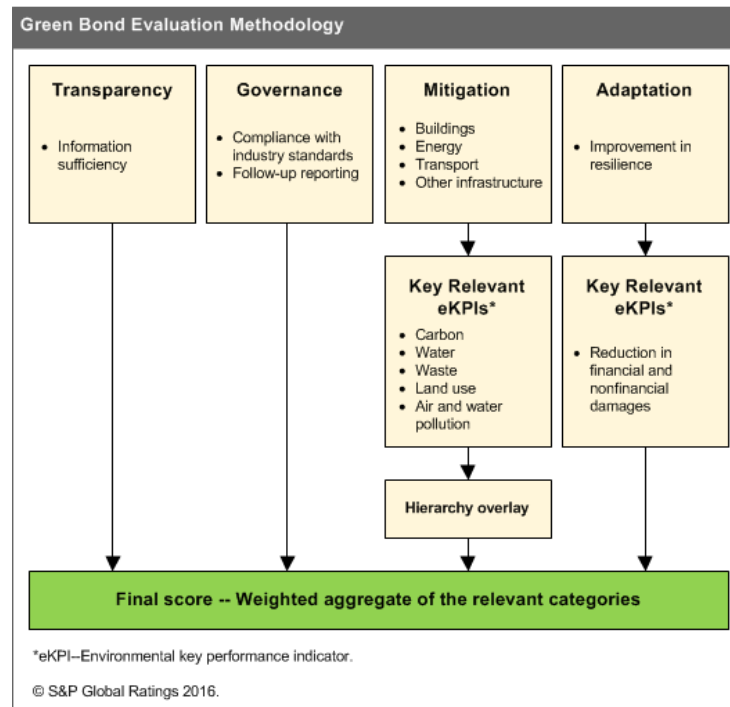 Green Bond Evaluation Methodology
Transparency
• Information
sufficiency
Governance
• Compliance with
industry standards
• Follow-up reporting
Mitigation
• Buildings
• Energy
• Transport
• Other infrastructure
Adaptation
• Improvement in
resilience
Key Relevant
eKPIs*
• Carbon
• Water
• Waste
• Land use
• Air and water
pollution
Key Relevant
eKPIs*
• Reduction in
financial and
nonfinancial
damages
Hierarchy overlay
Final score -- Weighted aggregate of the relevant categories
*eKPI--Environmental key performance indicator.
© S&P Global Ratings 2016.